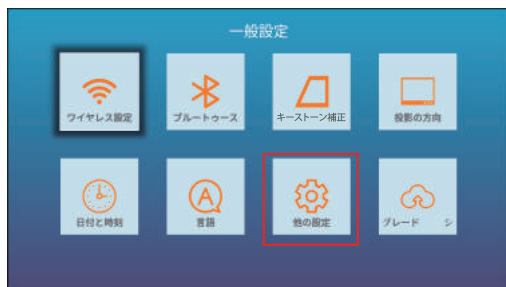 一般設定
ワイヤレス設定
ブルートゥース
キーストーン補正
投影の方向
日付と時刻
言語
他の設定
グレード シ